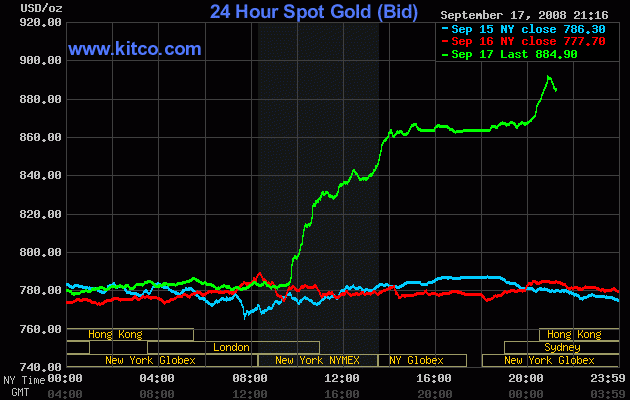 USD/oz
24 Hour Spot Gold (Bid)
September 17, 2008 21:16
www.kitco.com
Sep 15 NY close 786.30
Sep 16 NY close 777.70
Sep 17 Last 884.90
920.00
900.00
880.00
860.00
840.00
820.00
800.00
780.00
760.00
740.00
Hong Kong
Hong Kong
London
Sydney
New York Globex
New York NYMEX
NY Globex
New York Globex
NY Time
00:00
04:00
08:00
12:00
16:00
20:00
23:59
GMT
04:00
08:00
12:00
16:00
20:00
00:00
03:59